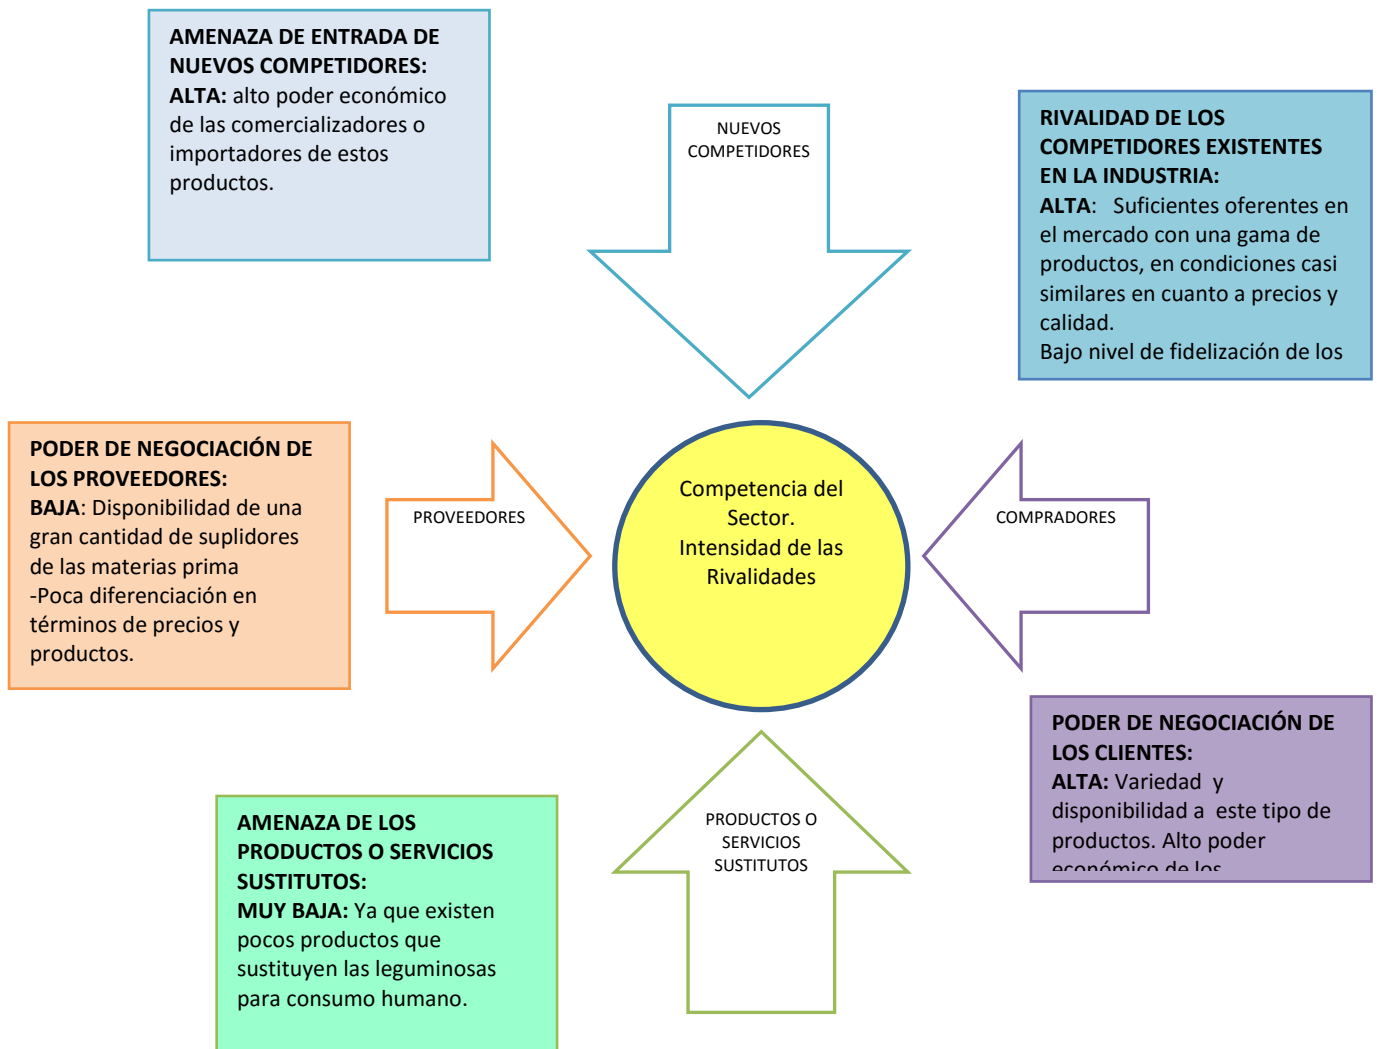 AMENAZA DE ENTRADA DE
NUEVOS COMPETIDORES:
ALTA: alto poder económico
de las comercializadores o
importadores de estos
productos.
NUEVOS
COMPETIDORES
RIVALIDAD DE LOS
COMPETIDORES EXISTENTES
EN LA INDUSTRIA:
ALTA:   Suficientes oferentes en
el mercado con una gama de
productos, en condiciones casi
similares en cuanto a precios y
calidad.
Bajo nivel de fidelización de los
PODER DE NEGOCIACIÓN DE
LOS PROVEEDORES:
BAJA: Disponibilidad de una
gran cantidad de suplidores
de las materias prima
-Poca diferenciación en
términos de precios y
productos.
PROVEEDORES
Competencia del
Sector.
Intensidad de las
Rivalidades
COMPRADORES
PODER DE NEGOCIACIÓN DE
LOS CLIENTES:
ALTA: Variedad  y
disponibilidad a  este tipo de
productos. Alto poder
económico de los
AMENAZA DE LOS
PRODUCTOS O SERVICIOS
SUSTITUTOS:
MUY BAJA: Ya que existen
pocos productos que
sustituyen las leguminosas
para consumo humano.
PRODUCTOS O
SERVICIOS
SUSTITUTOS